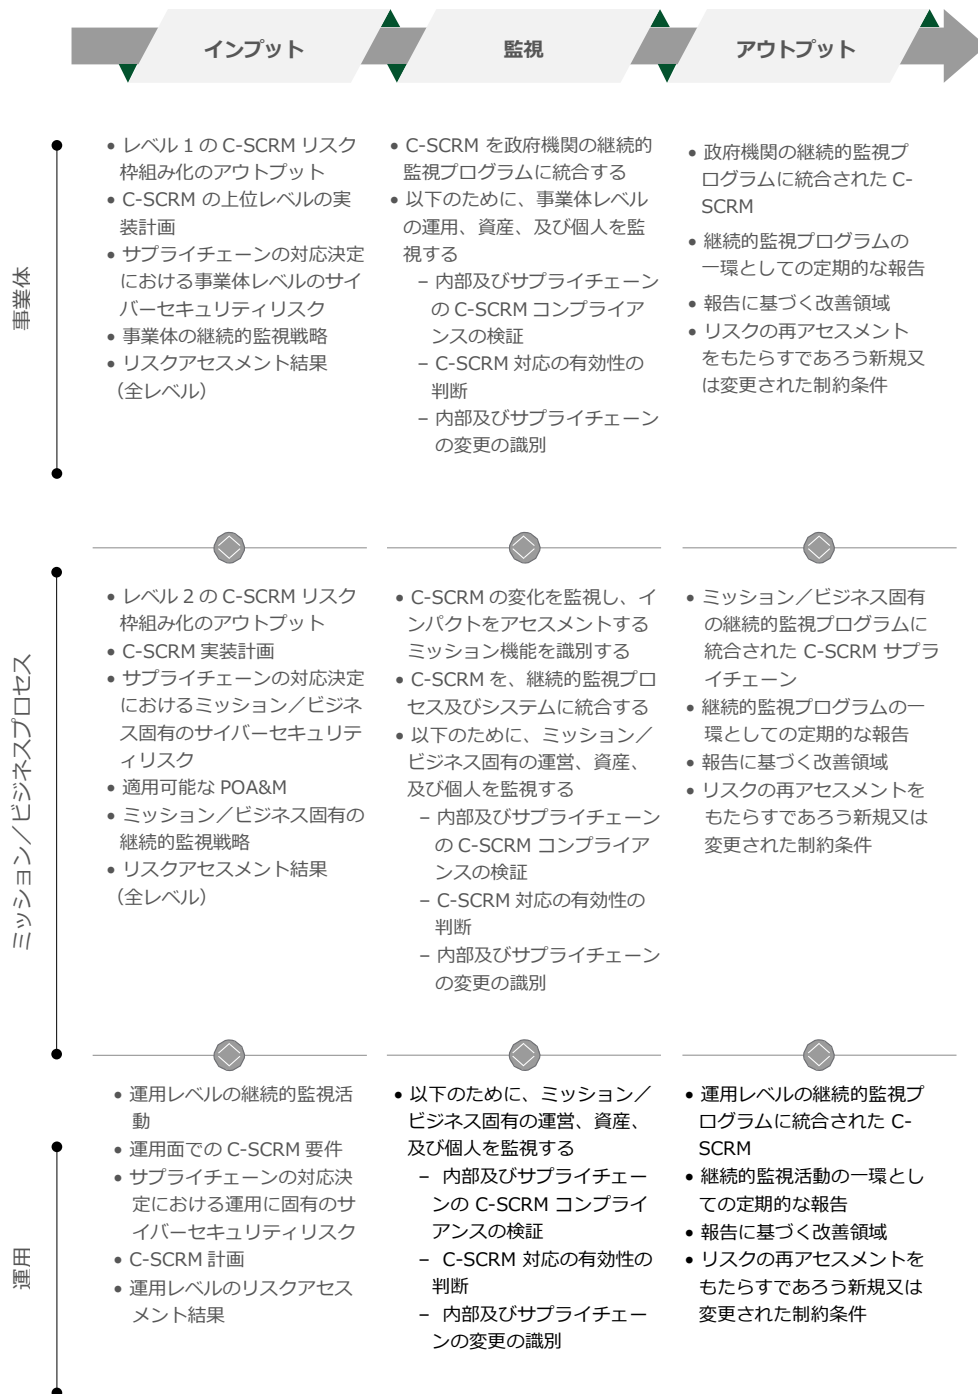 インプット
監視
アウトプット
事業体
• レベル 1 の C-SCRM リスク
枠組み化のアウトプット
• C-SCRM の上位レベルの実
装計画
• サプライチェーンの対応決定
における事業体レベルのサイ
バーセキュリティリスク
• 事業体の継続的監視戦略
• リスクアセスメント結果
（全レベル）
• C-SCRM を政府機関の継続的
監視プログラムに統合する
• 以下のために、事業体レベル
の運用、資産、及び個人を監
視する
– 内部及びサプライチェーン
の C-SCRM コンプライア
ンスの検証
– C-SCRM 対応の有効性の
判断
– 内部及びサプライチェーン
の変更の識別
• 政府機関の継続的監視プ
ログラムに統合された C-
SCRM
• 継続的監視プログラムの
一環としての定期的な報告
• 報告に基づく改善領域
• リスクの再アセスメント
をもたらすであろう新規又
は変更された制約条件
ミッション／ビジネスプロセス
• レベル 2 の C-SCRM リスク
枠組み化のアウトプット
• C-SCRM 実装計画
• サプライチェーンの対応決定
におけるミッション／ビジネ
ス固有のサイバーセキュリテ
ィリスク
• 適用可能な POA&M
• ミッション／ビジネス固有の
継続的監視戦略
• リスクアセスメント結果
（全レベル）
• C-SCRM の変化を監視し、イ
ンパクトをアセスメントする
ミッション機能を識別する
• C-SCRM を、継続的監視プロ
セス及びシステムに統合する
• 以下のために、ミッション／
ビジネス固有の運営、資産、
及び個人を監視する
– 内部及びサプライチェーン
の C-SCRM コンプライア
ンスの検証
– C-SCRM 対応の有効性の
判断
– 内部及びサプライチェーン
の変更の識別
• ミッション／ビジネス固有
の継続的監視プログラムに
統合された C-SCRM サプラ
イチェーン
• 継続的監視プログラムの一
環としての定期的な報告
• 報告に基づく改善領域
• リスクの再アセスメントを
もたらすであろう新規又は
変更された制約条件
運用
• 運用レベルの継続的監視活
動
• 運用面での C-SCRM 要件
• サプライチェーンの対応決
定における運用に固有のサ
イバーセキュリティリスク
• C-SCRM 計画
• 運用レベルのリスクアセス
メント結果
• 以下のために、ミッション／
ビジネス固有の運営、資産、
及び個人を監視する
– 内部及びサプライチェー
ンの C-SCRM コンプライ
アンスの検証
– C-SCRM 対応の有効性の
判断
– 内部及びサプライチェー
ンの変更の識別
• 運用レベルの継続的監視プ
ログラムに統合された C-
SCRM
• 継続的監視活動の一環とし
ての定期的な報告
• 報告に基づく改善領域
• リスクの再アセスメントを
もたらすであろう新規又は
変更された制約条件